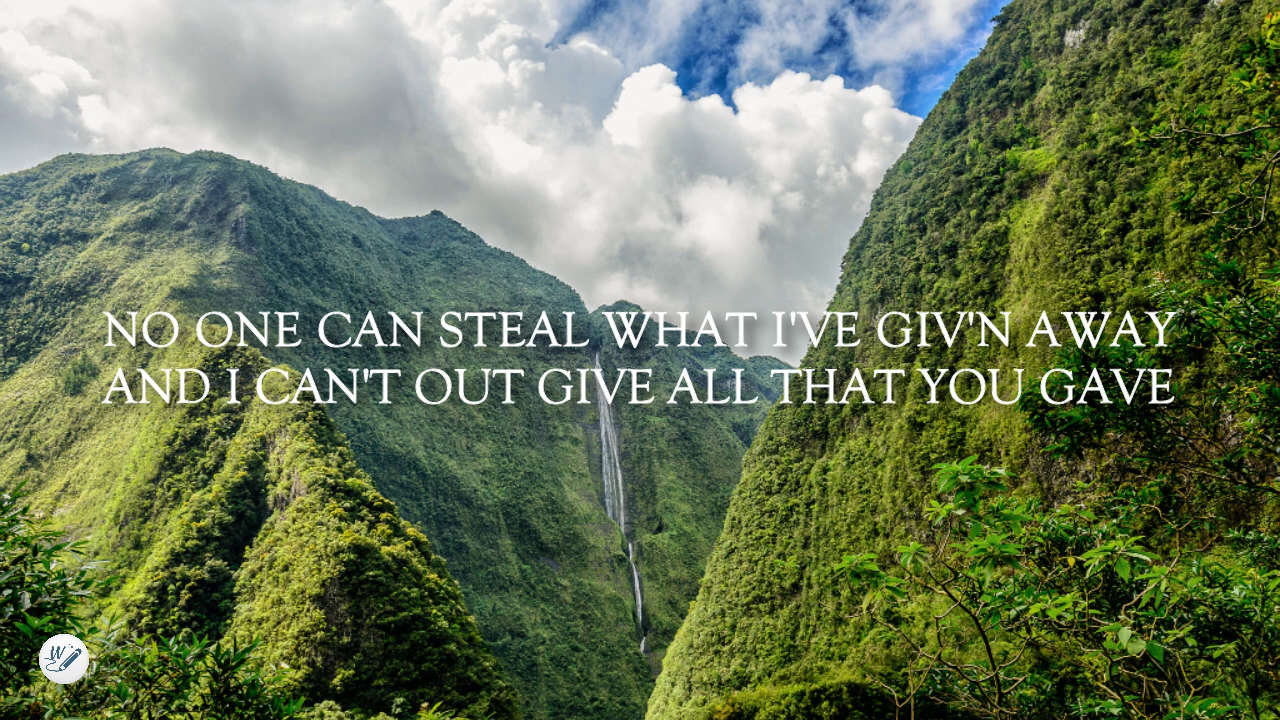 NO ONE CAN STEAL WHAT I'VE GIV'N AWAY
AND I CAN'T OUT GIVE ALL THAT YOU GAVE
W